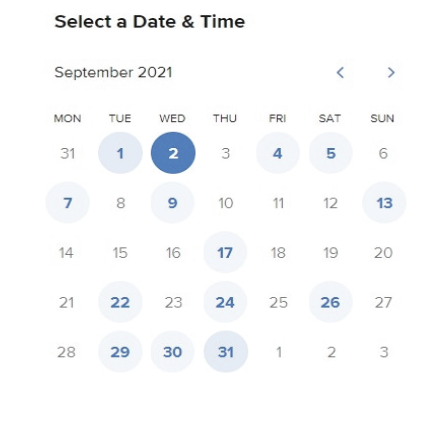 Select a Date & Time
September 2021 < >
MON TUE WED THU FRI SAT SUN
31 1 2 3 4 5 6
7 8 9 10 11 12 13
14 15 16 17 18 19 20
21 22 23 24 25 26 27
28 29 30 31 1 2 3